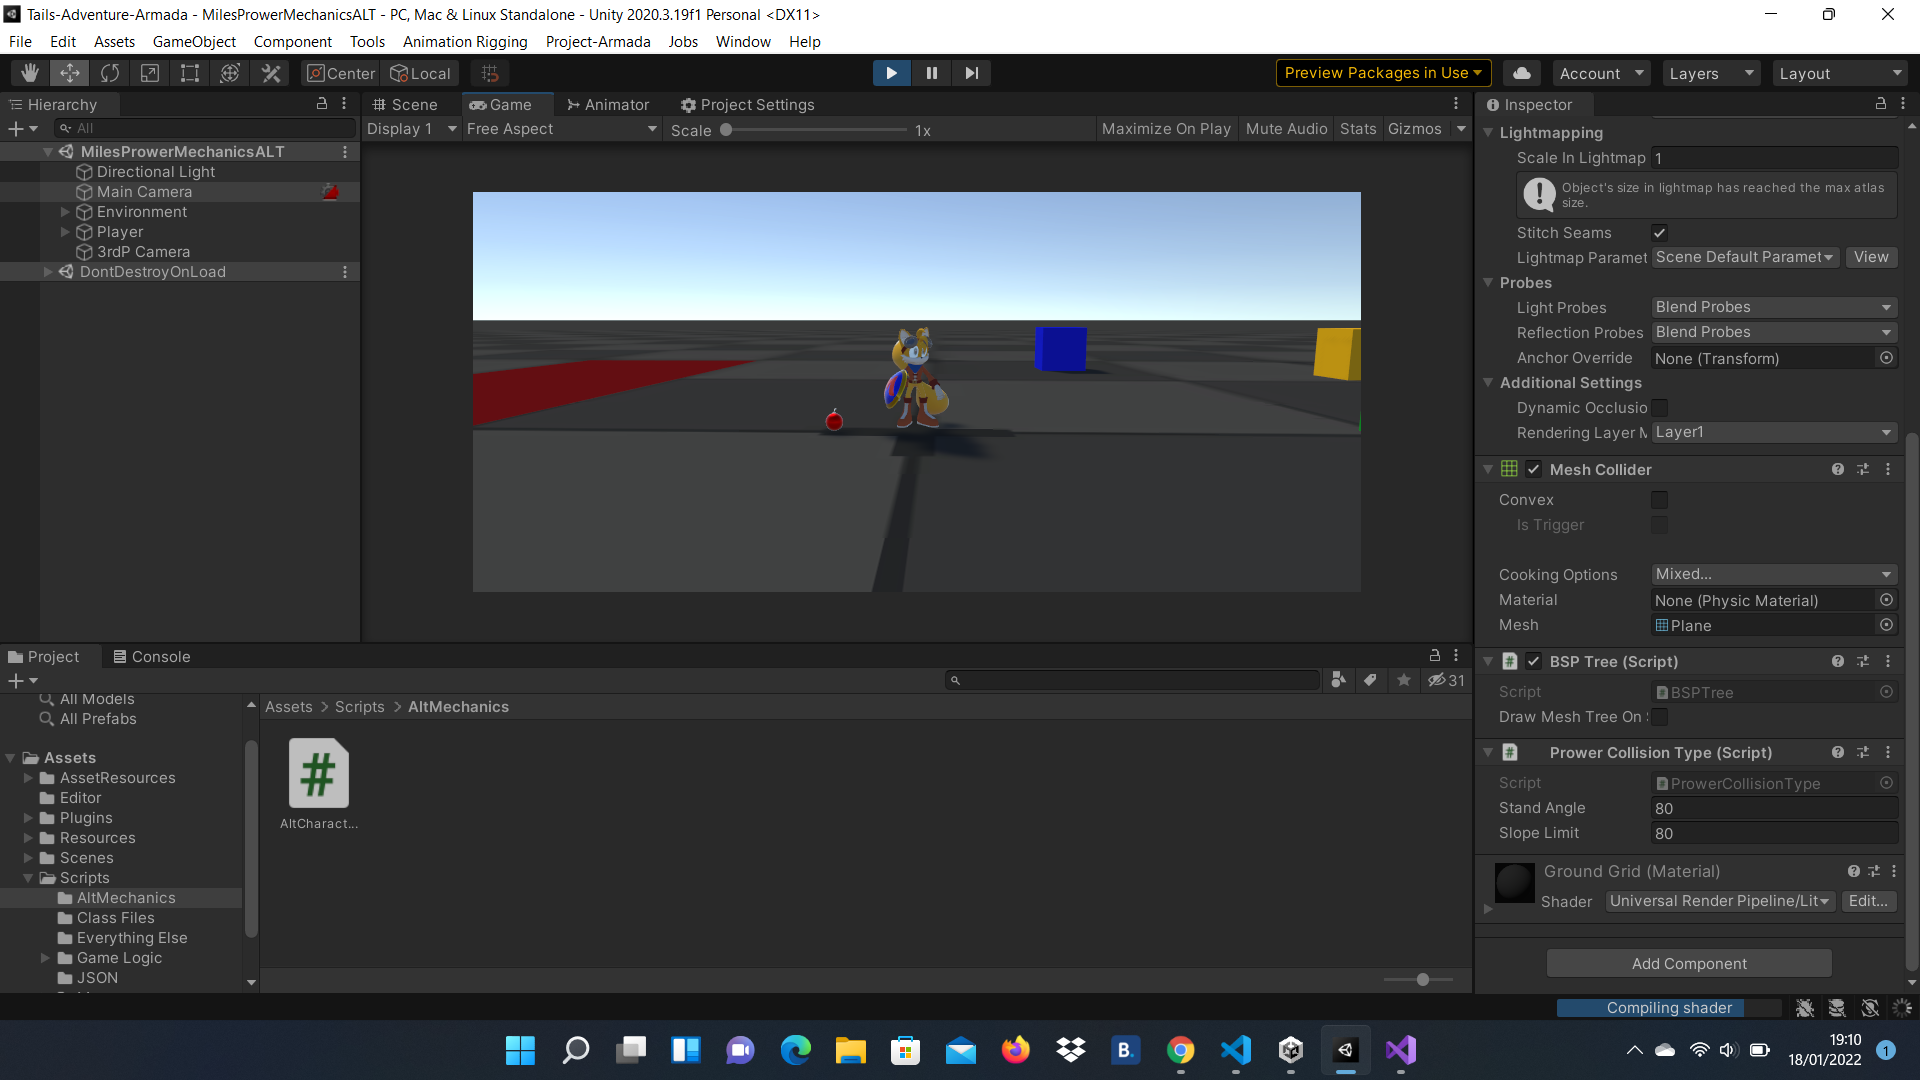 Tails-Adventure-Armada - MilesProwerMechanicsALT - PC, Mac & Linux Standalone - Unity 2020.3.19f1 Personal <DX11>
File Edit Assets GameObject Component Tools Animation Rigging Project-Armada Jobs Window Help
Center Local Preview Packages in Use Account Layers Layout
Hierarchy
All
MilesProwerMechanicsALT
Directional Light
Main Camera
Environment
Player
3rdP Camera
DontDestroyOnLoad
Scene Game Animator Project Settings
Display 1 Free Aspect Scale 1x Maximize On Play Mute Audio Stats Gizmos
Inspector
Lightmapping
Scale In Lightmap 1
Object's size in lightmap has reached the max atlas
size.
Stitch Seams
Lightmap Paramet Scene Default Paramet View
Probes
Light Probes Blend Probes
Reflection Probes Blend Probes
Anchor Override None (Transform)
Additional Settings
Dynamic Occlusio
Rendering Layer M Layer1
Mesh Collider
Convex
Is Trigger
Cooking Options Mixed...
Material None (Physic Material)
Mesh Plane
BSP Tree (Script)
Script BSPTree
Draw Mesh Tree On
Prower Collision Type (Script)
Script ProwerCollisionType
Stand Angle 80
Slope Limit 80
Ground Grid (Material)
Shader Universal Render Pipeline/Lit Edit...
Add Component
Project Console
31
All Models
All Prefabs
Assets
AssetResources
Editor
Plugins
Resources
Scenes
Scripts
AltMechanics
Class Files
Everything Else
Game Logic
JSON
Assets > Scripts > AltMechanics
AltCharact...
Compiling shader
B.
19:10
18/01/2022
1